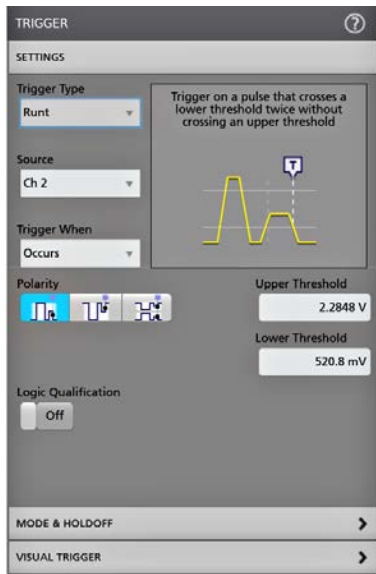 TRIGGER ?
SETTINGS
Trigger Type
Runt
Source
Ch 2
Trigger When
Occurs
Trigger on a pulse that crosses a
lower threshold twice without
crossing an upper threshold
T
Polarity
Upper Threshold
2.2848 V
Lower Threshold
520.8 mV
Logic Qualification
Off
MODE & HOLDOFF
VISUAL TRIGGER